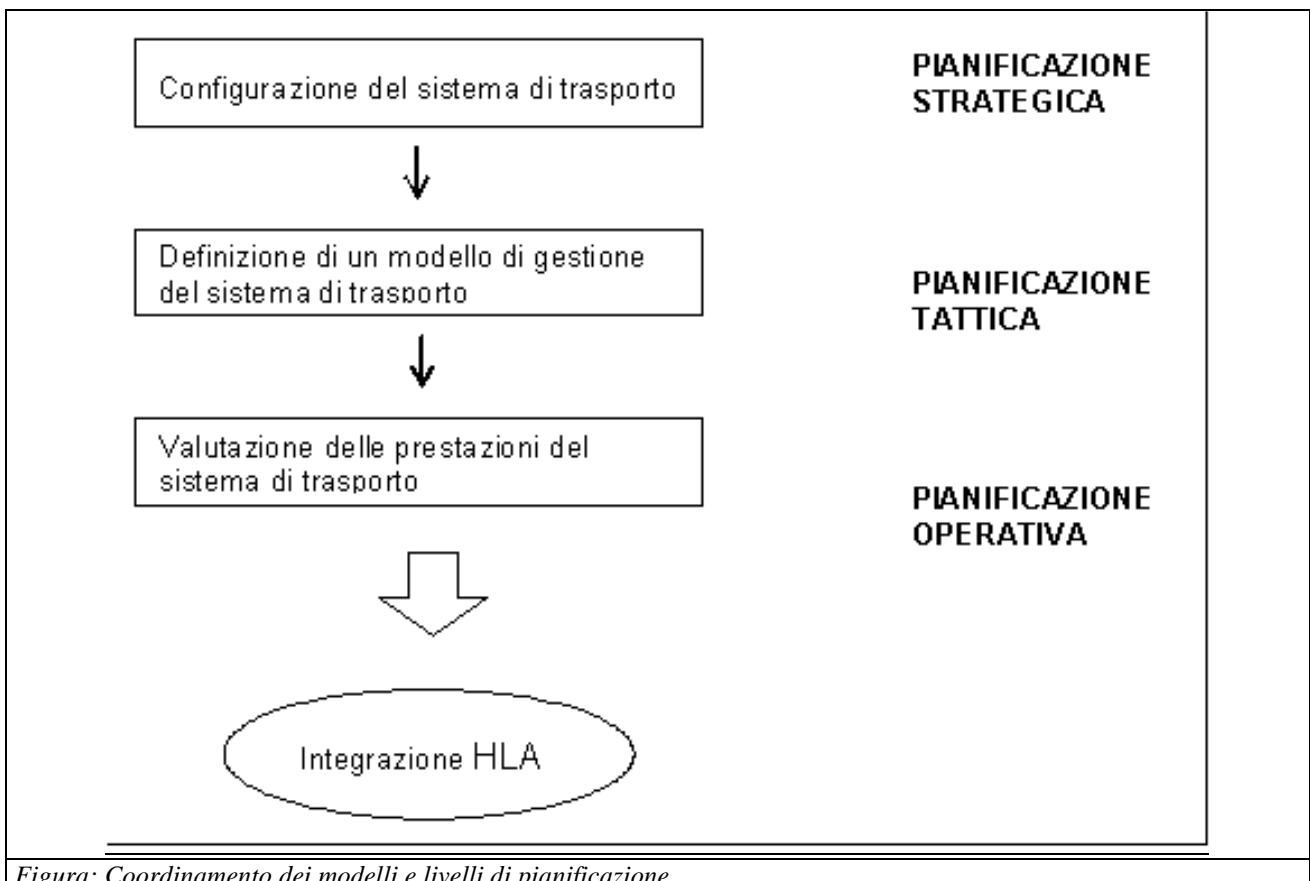 Configurazione del sistema di trasporto
PIANIFICAZIONE
STRATEGICA
Definizione di un modello di gestione
del sistema di trasporto
PIANIFICAZIONE
TATTICA
Valutazione delle prestazioni del
sistema di trasporto
PIANIFICAZIONE
OPERATIVA
Integrazione HLA
Figura: Coordinamento dei modelli e livelli di pianificazione